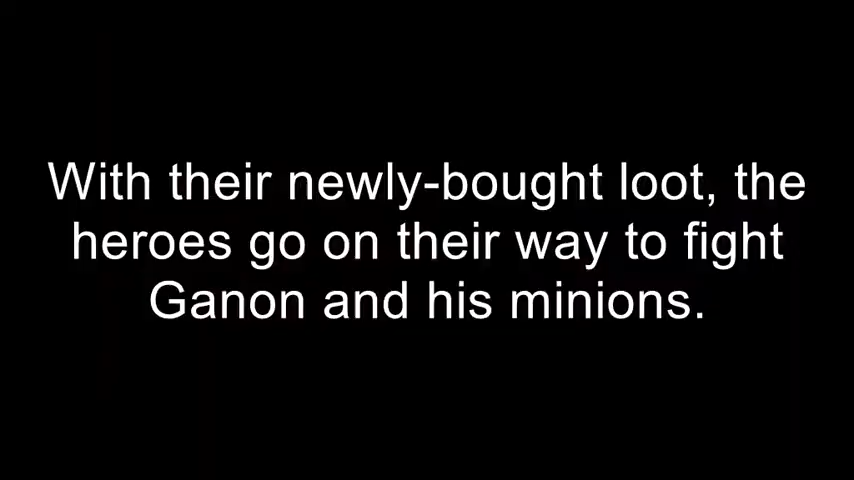 With their newly-bought loot, the
heroes go on their way to fight
Ganon and his minions.